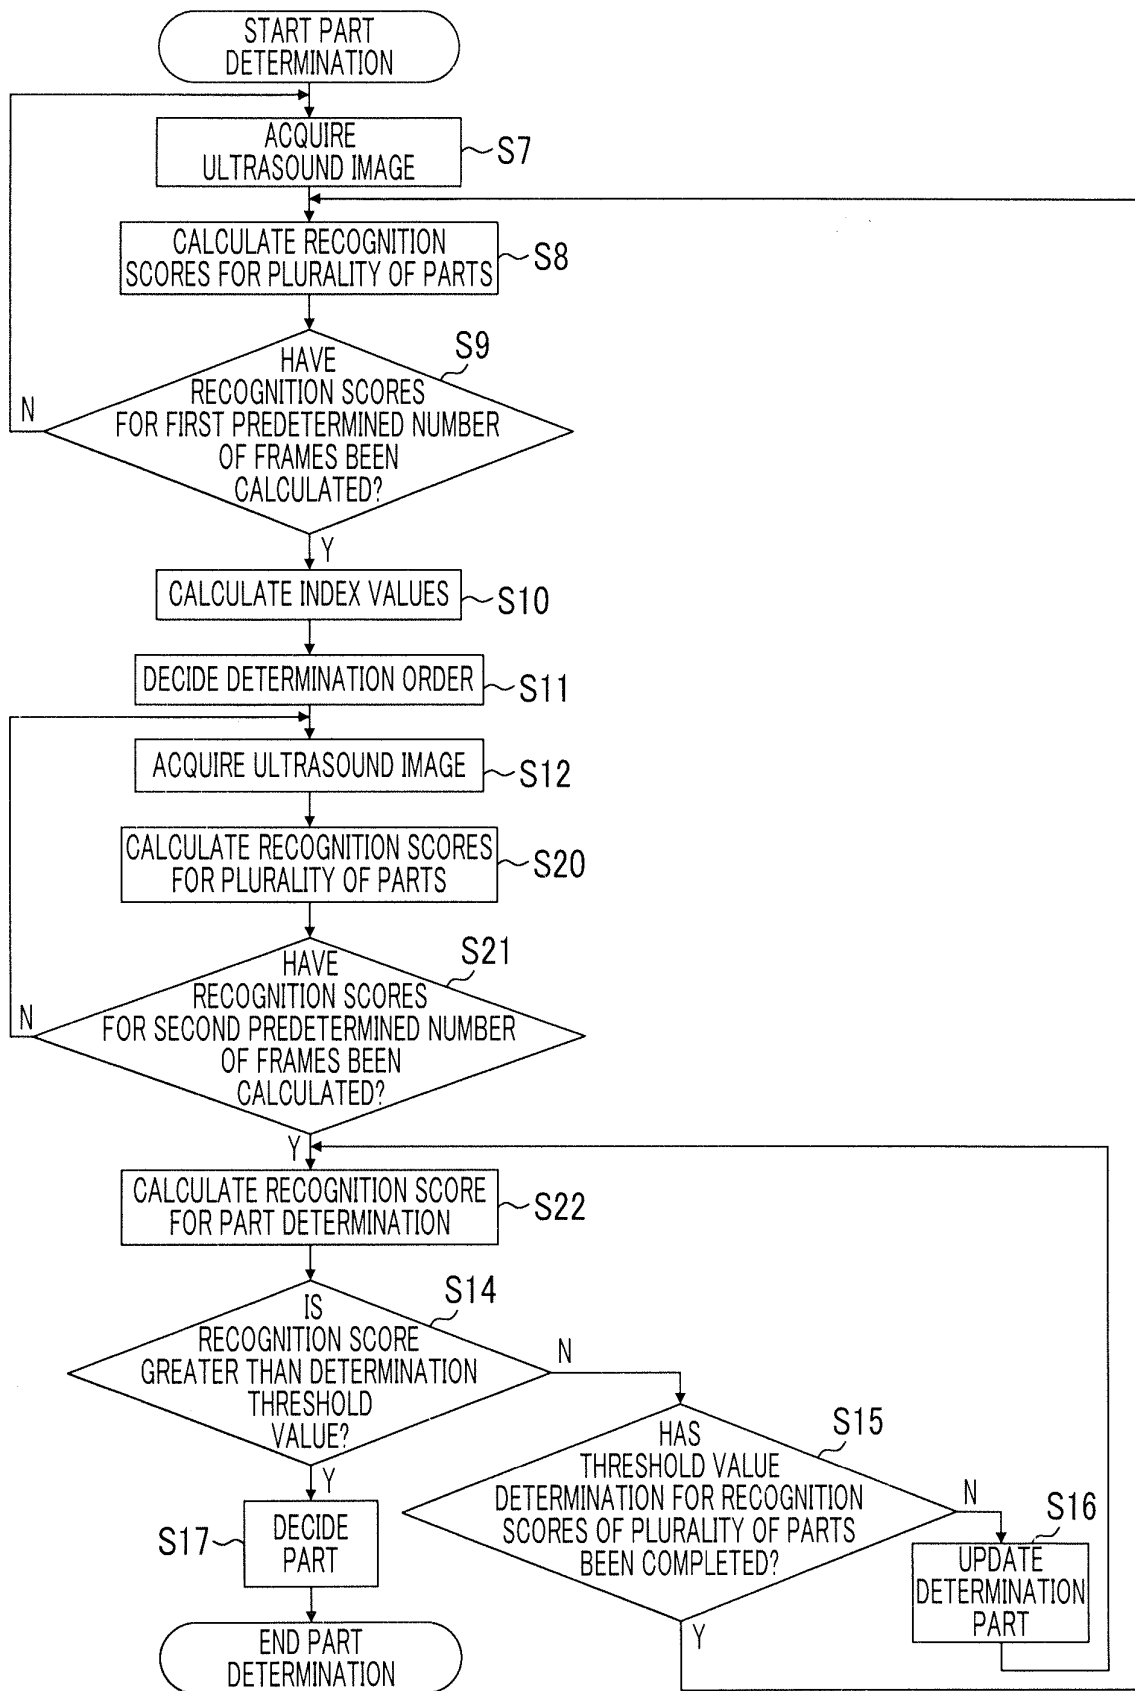 START PART
DETERMINATION
ACQUIRE
ULTRASOUND IMAGE
S7
CALCULATE RECOGNITION
SCORES FOR PLURALITY OF PARTS
S8
S9
HAVE
RECOGNITION SCORES
FOR FIRST PREDETERMINED NUMBER
OF FRAMES BEEN
CALCULATED?
N
Y
CALCULATE INDEX VALUES
S10
DECIDE DETERMINATION ORDER
S11
ACQUIRE ULTRASOUND IMAGE
S12
CALCULATE RECOGNITION SCORES
FOR PLURALITY OF PARTS
S20
S21
HAVE
RECOGNITION SCORES
FOR SECOND PREDETERMINED NUMBER
OF FRAMES BEEN
CALCULATED?
N
Y
CALCULATE RECOGNITION SCORE
FOR PART DETERMINATION
S22
S14
IS
RECOGNITION SCORE
GREATER THAN DETERMINATION
THRESHOLD
VALUE?
N
Y
S15
HAS
THRESHOLD VALUE
DETERMINATION FOR RECOGNITION
SCORES OF PLURALITY OF PARTS
BEEN COMPLETED?
N
Y
S16
UPDATE
DETERMINATION
PART
S17
DECIDE
PART
END PART
DETERMINATION